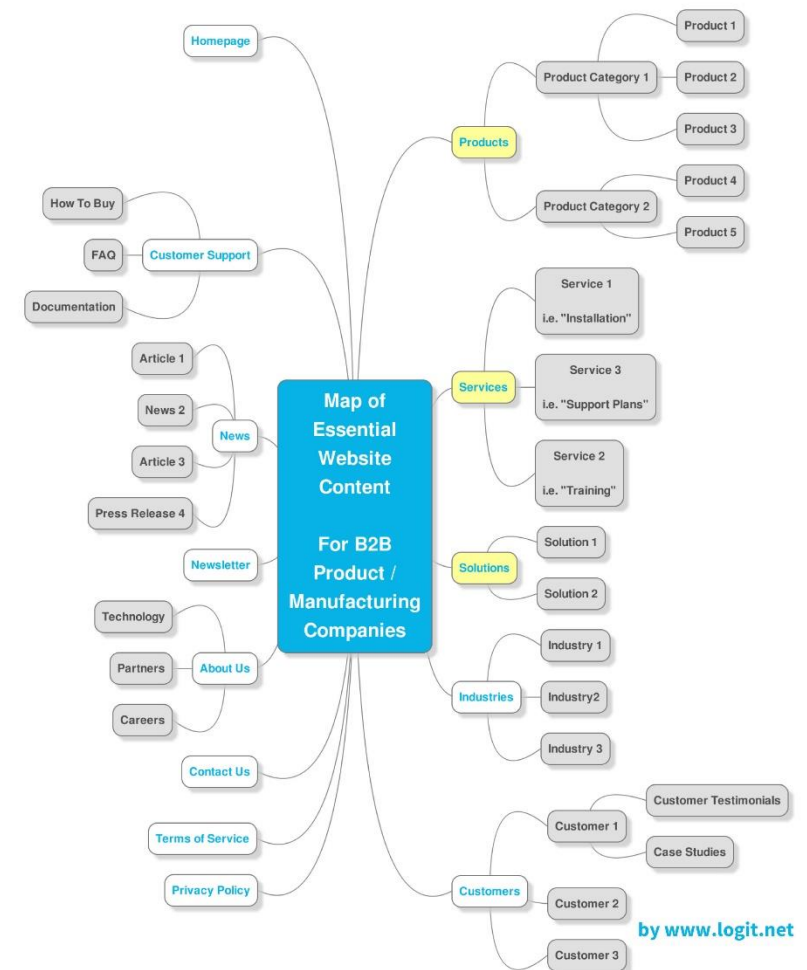 Homepage
Customer Support
How To Buy
FAQ
Documentation
News
Article 1
News 2
Article 3
Press Release 4
Newsletter
About Us
Technology
Partners
Careers
Contact Us
Terms of Service
Privacy Policy
Map of
Essential
Website
Content
For B2B
Product /
Manufacturing
Companies
Products
Product Category 1
Product 1
Product 2
Product 3
Product Category 2
Product 4
Product 5
Services
Service 1
i.e. "Installation"
Service 3
i.e. "Support Plans"
Service 2
i.e. "Training"
Solutions
Solution 1
Solution 2
Industries
Industry 1
Industry2
Industry 3
Customers
Customer 1
Customer Testimonials
Case Studies
Customer 2
Customer 3
by www.logit.net